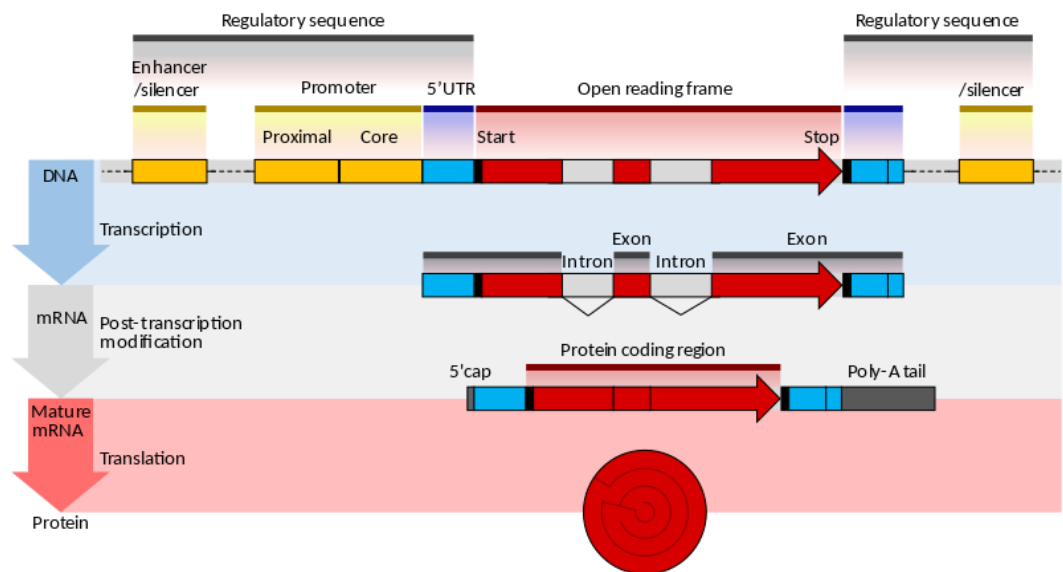 Regulatory sequence
Regulatory sequence
Enhancer
/silencer
Promoter
5'UTR
Open reading frame
/silencer
Proximal
Core
Start
Stop
DNA
Transcription
Exon
Exon
Intron
Intron
mRNA
Post-transcription
modification
Protein coding region
5'cap
Poly-A tail
Mature
mRNA
Translation
Protein